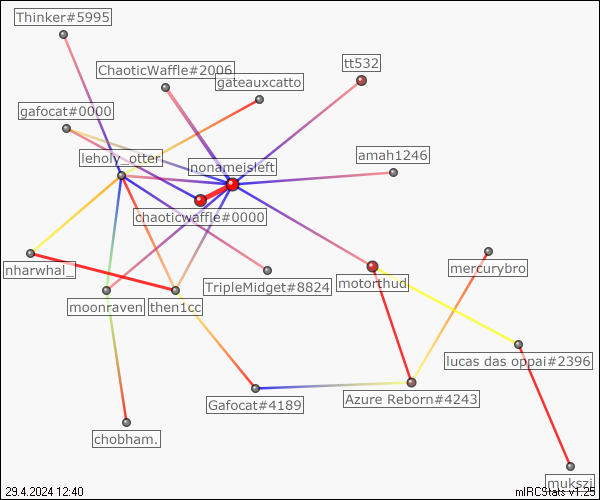 Thinker#5995
tt532
ChaoticWaffle#2006
gateauxcatto
gafocat#0000
leholy_otter
amah1246
nonameisleft
chaoticwaffle#0000
nharwhal_
mercurybro
motorthud
TripleMidget#8824
moonraven
then1cc
lucas das oppai#2396
Azure Reborn#4243
Gafocat#4189
chobham.
mukszi
29.4.2024 12:40
mIRCStats v1.25